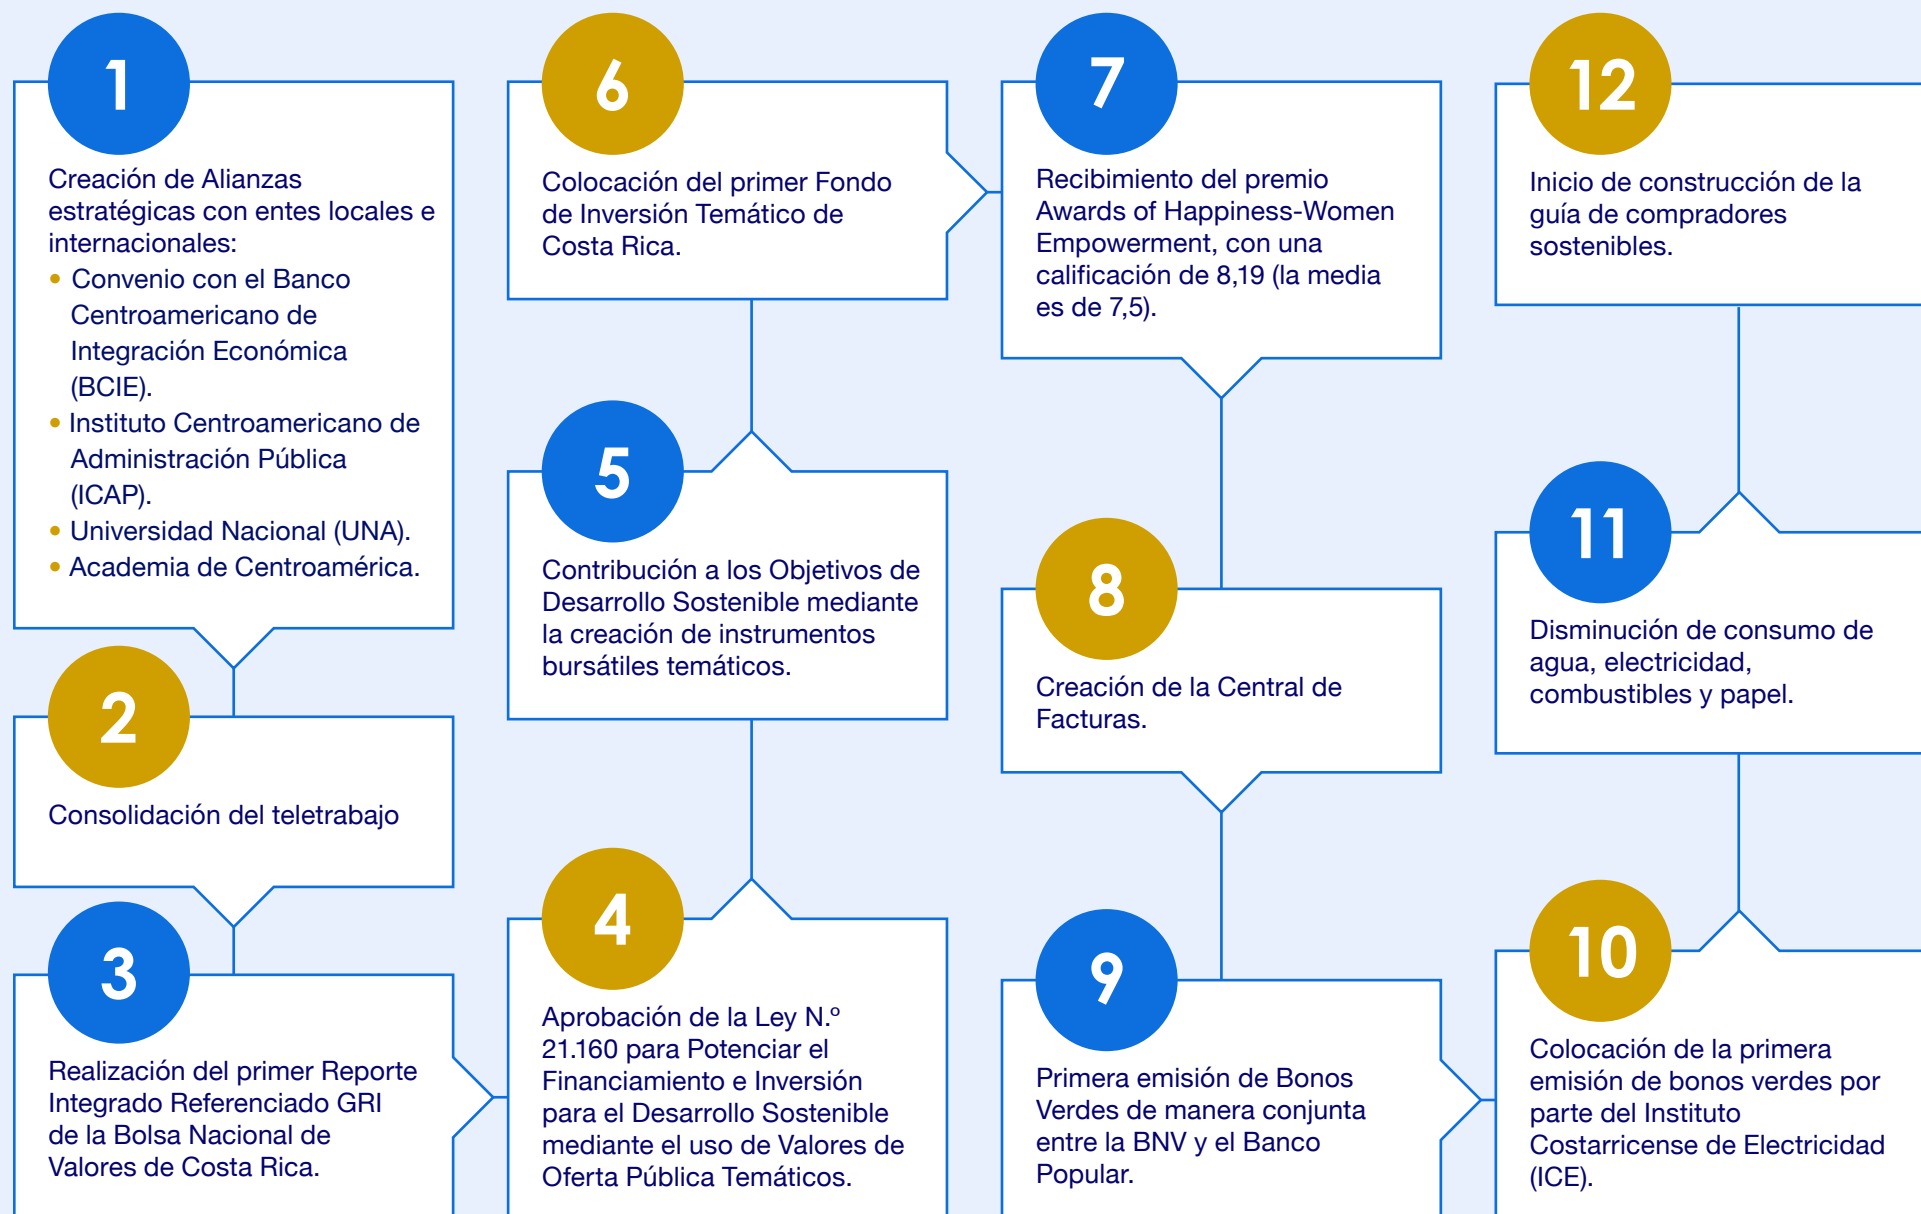 1
Creación de Alianzas
estratégicas con entes locales e
internacionales:
• Convenio con el Banco
Centroamericano de
Integración Económica
(BCIE).
• Instituto Centroamericano de
Administración Pública
(ICAP).
• Universidad Nacional (UNA).
• Academia de Centroamérica.
2
Consolidación del teletrabajo
3
Realización del primer Reporte
Integrado Referenciado GRI
de la Bolsa Nacional de
Valores de Costa Rica.
4
Aprobación de la Ley N.º
21.160 para Potenciar el
Financiamiento e Inversión
para el Desarrollo Sostenible
mediante el uso de Valores de
Oferta Pública Temáticos.
5
Contribución a los Objetivos de
Desarrollo Sostenible mediante
la creación de instrumentos
bursátiles temáticos.
6
Colocación del primer Fondo
de Inversión Temático de
Costa Rica.
7
Recibimiento del premio
Awards of Happiness-Women
Empowerment, con una
calificación de 8,19 (la media
es de 7,5).
8
Creación de la Central de
Facturas.
9
Primera emisión de Bonos
Verdes de manera conjunta
entre la BNV y el Banco
Popular.
10
Colocación de la primera
emisión de bonos verdes por
parte del Instituto
Costarricense de Electricidad
(ICE).
11
Disminución de consumo de
agua, electricidad,
combustibles y papel.
12
Inicio de construcción de la
guía de compradores
sostenibles.